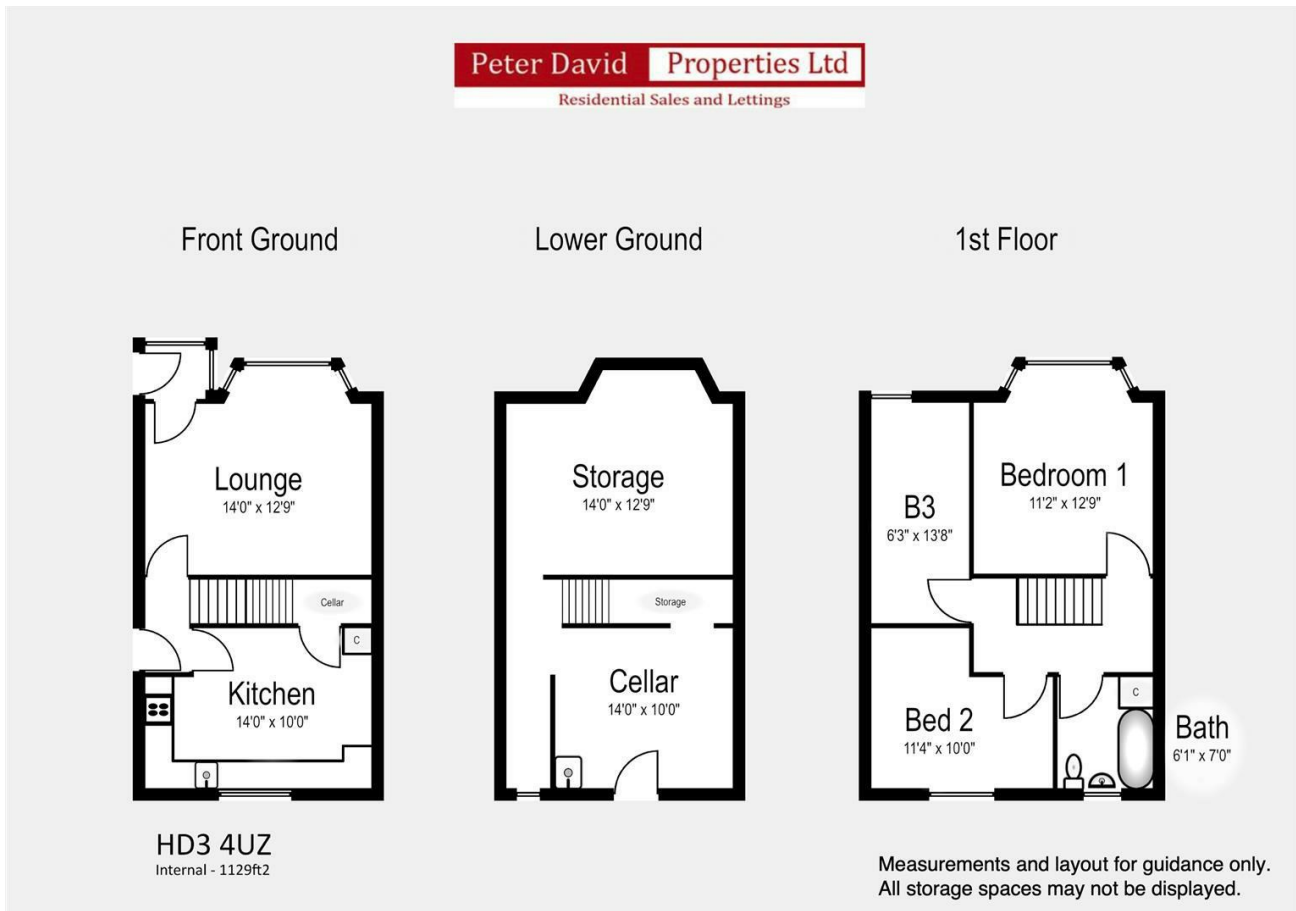 Peter David Properties Ltd
Residential Sales and Lettings
Front Ground
Lower Ground
1st Floor
Lounge
14'0" x 12'9"
Cellar
C
Kitchen
14'0" x 10'0"
Storage
14'0" x 12'9"
Storage
Cellar
14'0" x 10'0"
Bedroom 1
11'2" x 12'9"
B3
6'3" x 13'8"
Bed 2
11'4" x 10'0"
C
Bath
6'1" x 7'0"
HD3 4UZ
Internal - 1129ft2
Measurements and layout for guidance only.
All storage spaces may not be displayed.